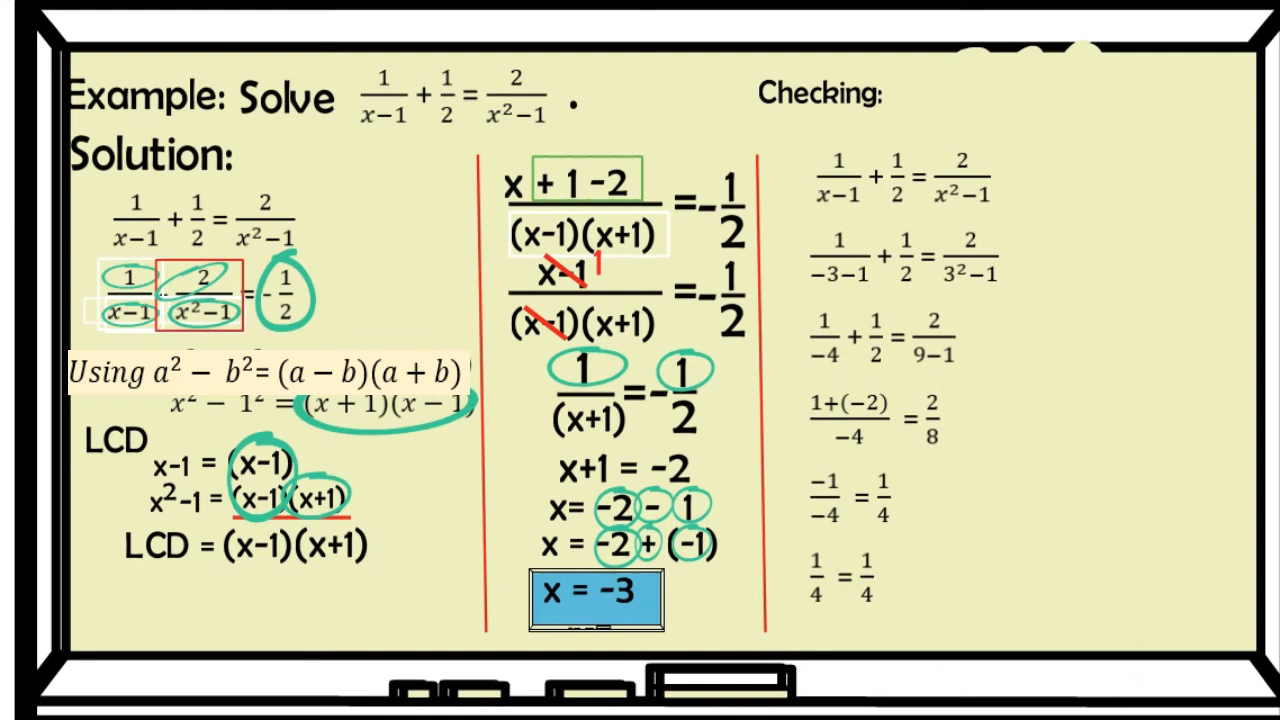 Example: Solve 1/(x−1) + 1/2 = 2/(x²−1) .
Solution:
1/(x−1) + 1/2 = 2/(x²−1)
1/(x−1) - 2/(x²−1) = - 1/2
Using a² − b²= (a − b)(a + b)
x² − 1² = (x + 1)(x − 1)
LCD
x-1 = (x-1)
x²-1 = (x-1)(x+1)
LCD = (x-1)(x+1)
(x + 1 -2)/((x-1)(x+1)) = - 1/2
(x-1)/((x-1)(x+1)) = - 1/2
1
1/(x+1) = - 1/2
x+1 = -2
x= -2 - 1
x = -2 + (-1)
x = -3
Checking:
1/(x−1) + 1/2 = 2/(x²−1)
1/(−3−1) + 1/2 = 2/(3²−1)
1/−4 + 1/2 = 2/(9−1)
(1+(−2))/−4 = 2/8
−1/−4 = 1/4
1/4 = 1/4